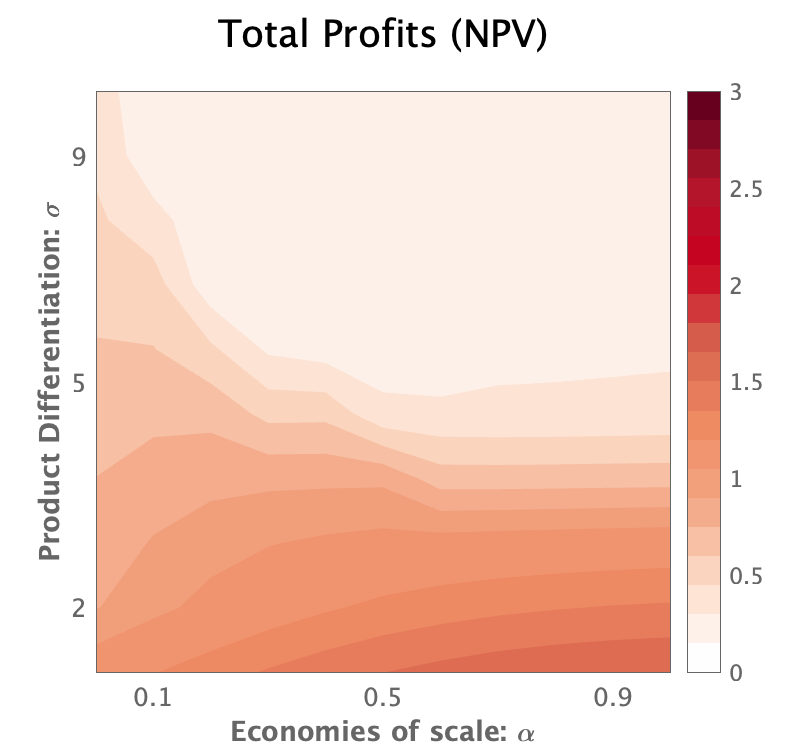 Total Profits (NPV)
3
9
2.5
Product Differentiation: σ
2
5
1.5
1
0.5
2
0
0.1 0.5 0.9
Economies of scale: α